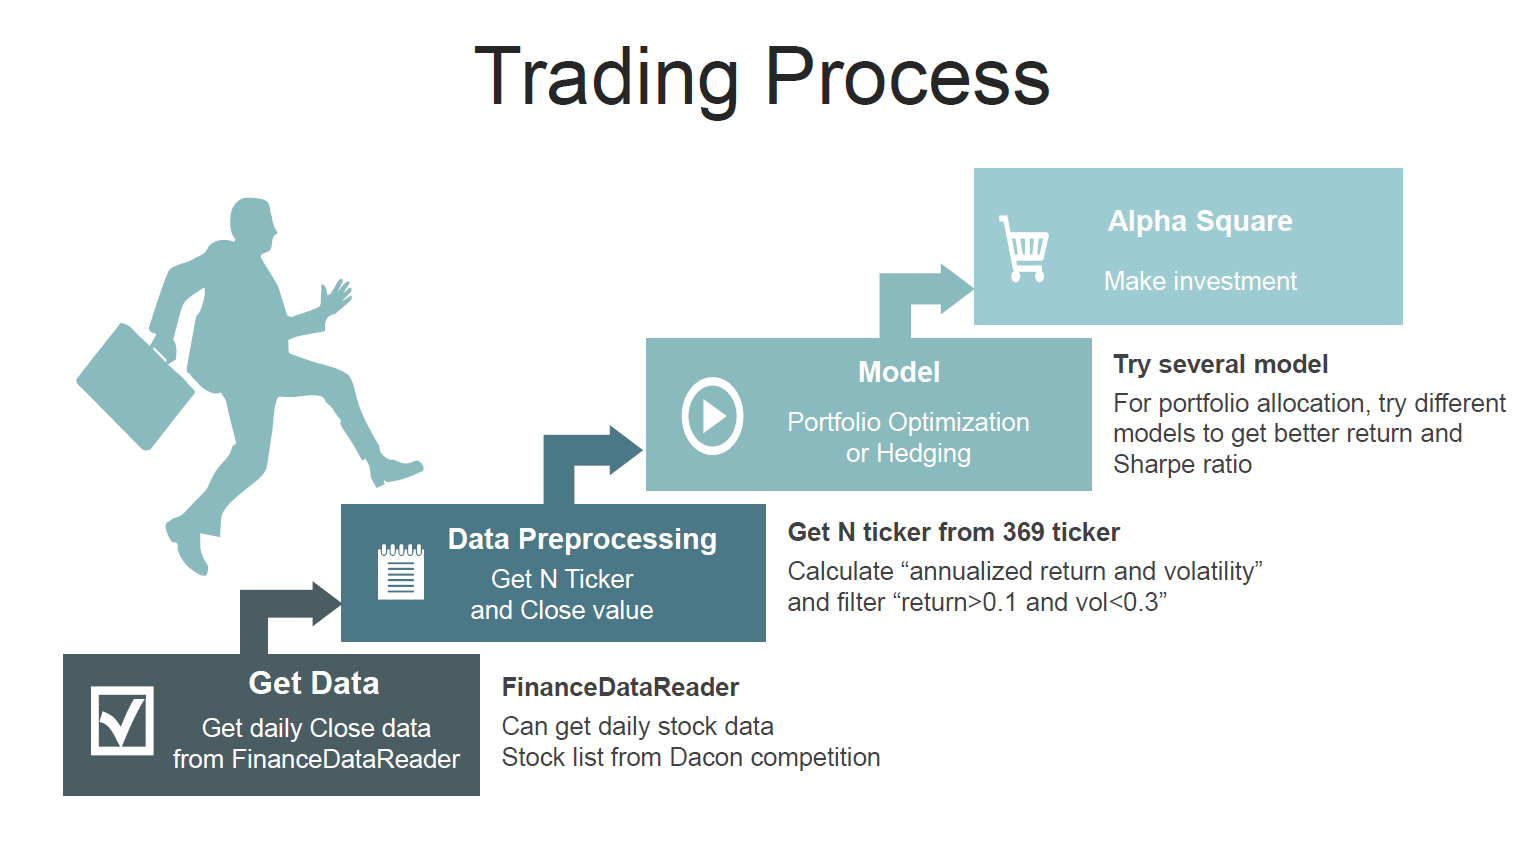 Trading Process
Alpha Square
Make investment
Model
Portfolio Optimization
or Hedging
Try several model
For portfolio allocation, try different
models to get better return and
Sharpe ratio
Data Preprocessing
Get N Ticker
and Close value
Get N ticker from 369 ticker
Calculate “annualized return and volatility”
and filter “return>0.1 and vol<0.3”
Get Data
Get daily Close data
from FinanceDataReader
FinanceDataReader
Can get daily stock data
Stock list from Dacon competition